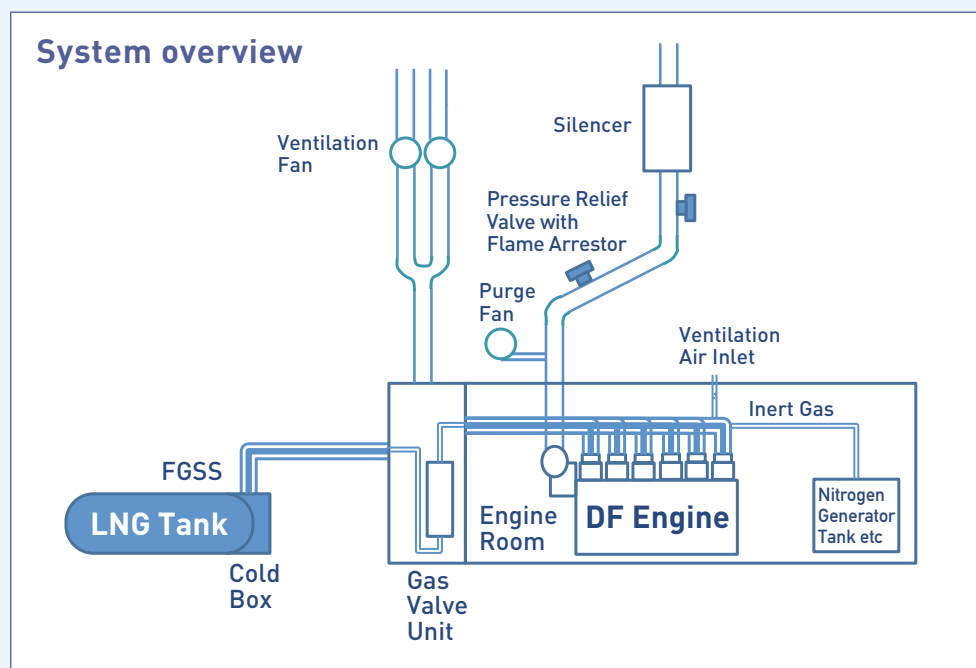 System overview
Ventilation
Fan
Silencer
Pressure Relief
Valve with
Flame Arrestor
Purge
Fan
Ventilation
Air Inlet
Inert Gas
FGSS
LNG Tank
Cold
Box
Gas
Valve
Unit
Engine
Room
DF Engine
Nitrogen
Generator
Tank etc